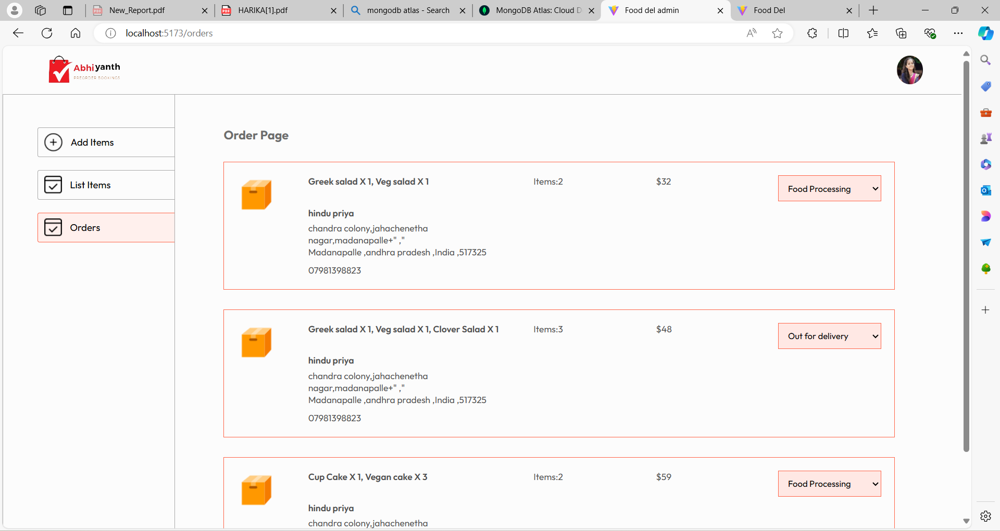 New_Report.pdf
HARIKA[1].pdf
mongodb atlas - Search
MongoDB Atlas: Cloud D
Food del admin
Food Del
localhost:5173/orders
Abhiyanth
PREORDER BOOKINGS
Add Items
List Items
Orders
Order Page
Greek salad X 1, Veg salad X 1
Items:2
$32
Food Processing
hindu priya
chandra colony,jahachenetha
nagar,madanapalle+" ,"
Madanapalle ,andhra pradesh ,India ,517325
07981398823
Greek salad X 1, Veg salad X 1, Clover Salad X 1
Items:3
$48
Out for delivery
hindu priya
chandra colony,jahachenetha
nagar,madanapalle+" ,"
Madanapalle ,andhra pradesh ,India ,517325
07981398823
Cup Cake X 1, Vegan cake X 3
Items:2
$59
Food Processing
hindu priya
chandra colony,jahachenetha